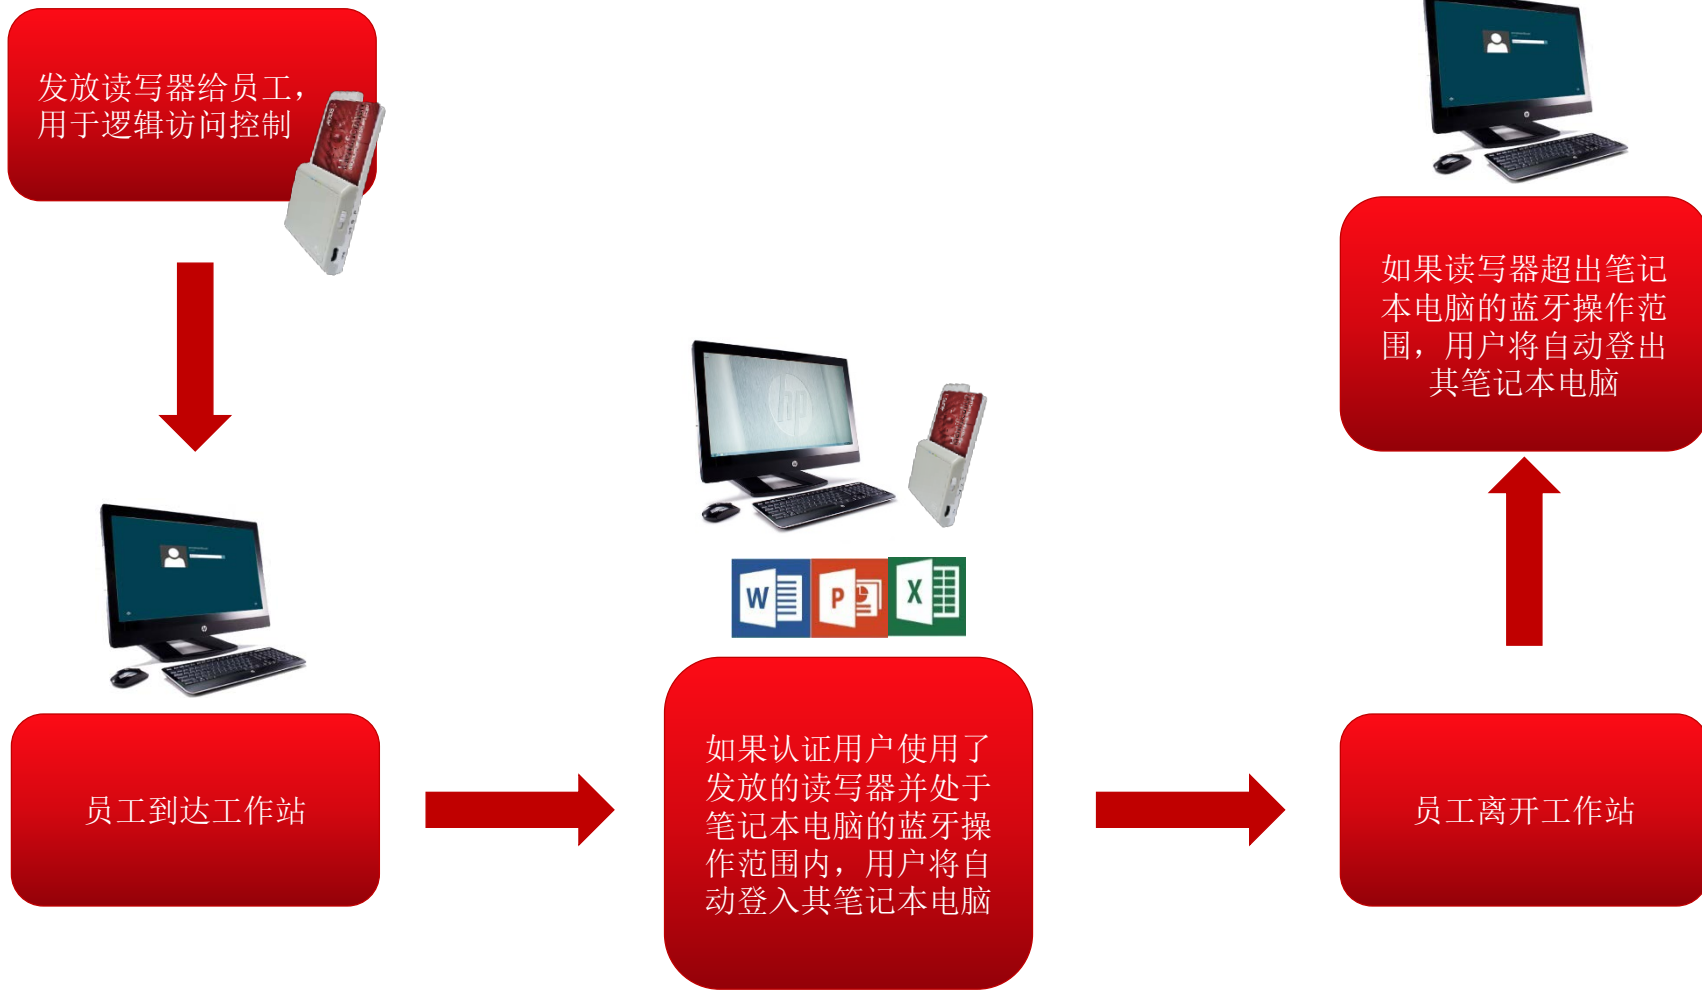 发放读写器给员工，
用于逻辑访问控制
员工到达工作站
hp
W
P
X
如果认证用户使用了
发放的读写器并处于
笔记本电脑的蓝牙操
作范围内，用户将自
动登入其笔记本电脑
员工离开工作站
如果读写器超出笔记
本电脑的蓝牙操作范
围，用户将自动登出
其笔记本电脑